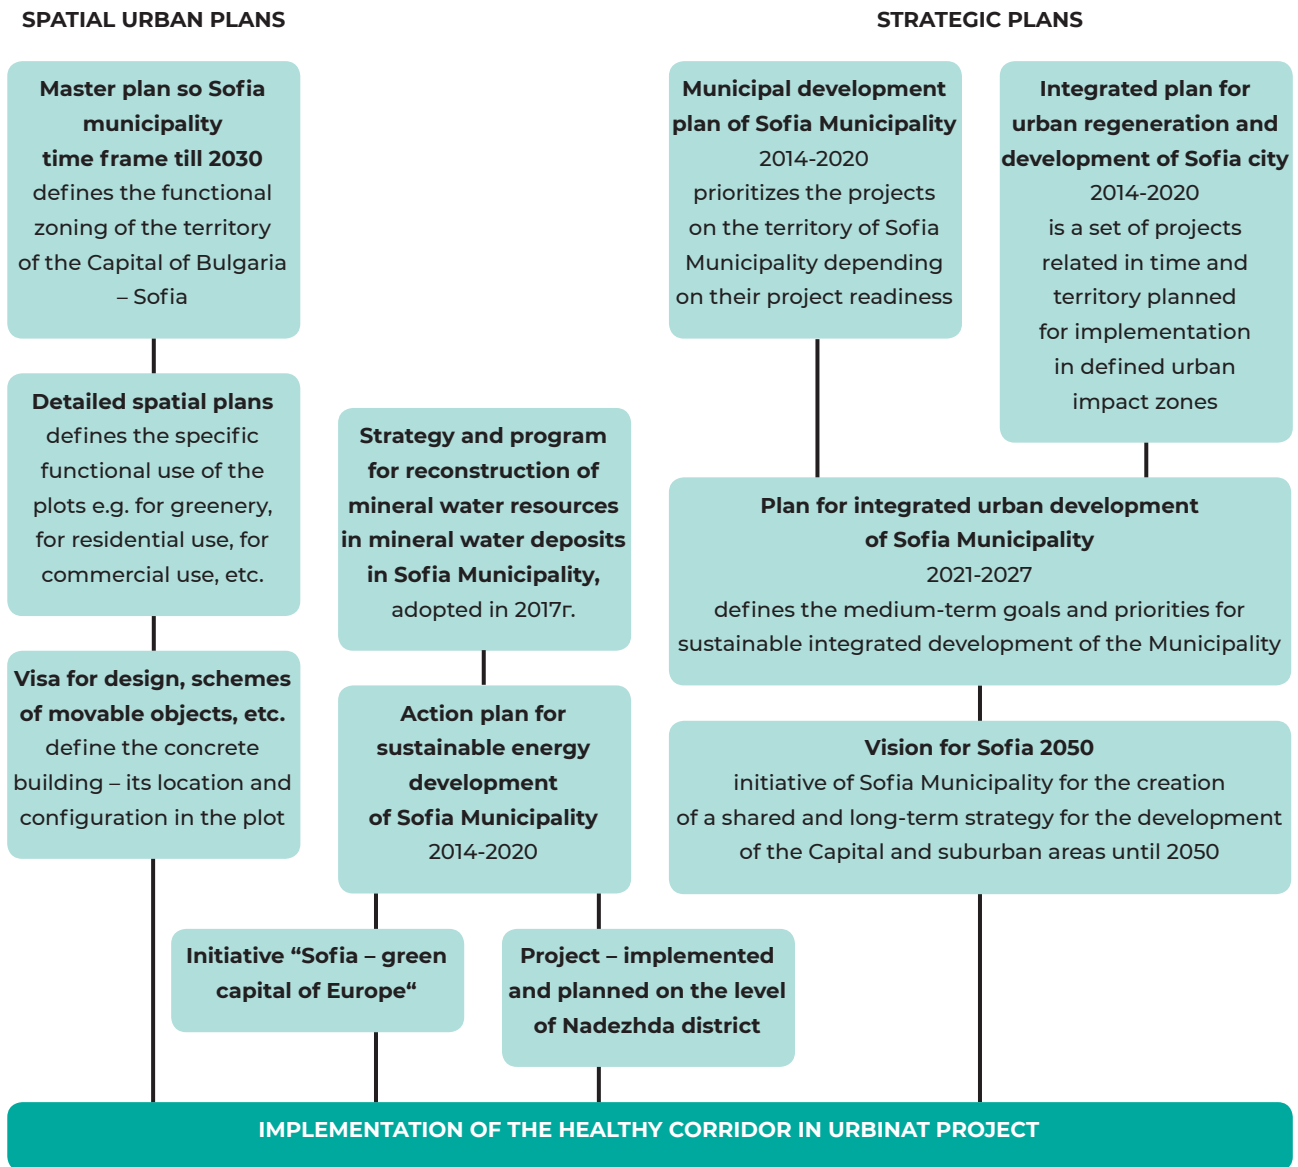 SPATIAL URBAN PLANS
STRATEGIC PLANS
Master plan so Sofia
municipality
time frame till 2030
defines the functional
zoning of the territory
of the Capital of Bulgaria
– Sofia
Detailed spatial plans
defines the specific
functional use of the
plots e.g. for greenery,
for residential use, for
commercial use, etc.
Visa for design, schemes
of movable objects, etc.
define the concrete
building – its location and
configuration in the plot
Strategy and program
for reconstruction of
mineral water resources
in mineral water deposits
in Sofia Municipality,
adopted in 2017г.
Action plan for
sustainable energy
development
of Sofia Municipality
2014-2020
Initiative “Sofia – green
capital of Europe“
Project – implemented
and planned on the level
of Nadezhda district
Municipal development
plan of Sofia Municipality
2014-2020
prioritizes the projects
on the territory of Sofia
Municipality depending
on their project readiness
Integrated plan for
urban regeneration and
development of Sofia city
2014-2020
is a set of projects
related in time and
territory planned
for implementation
in defined urban
impact zones
Plan for integrated urban development
of Sofia Municipality
2021-2027
defines the medium-term goals and priorities for
sustainable integrated development of the Municipality
Vision for Sofia 2050
initiative of Sofia Municipality for the creation
of a shared and long-term strategy for the development
of the Capital and suburban areas until 2050
IMPLEMENTATION OF THE HEALTHY CORRIDOR IN URBINAT PROJECT